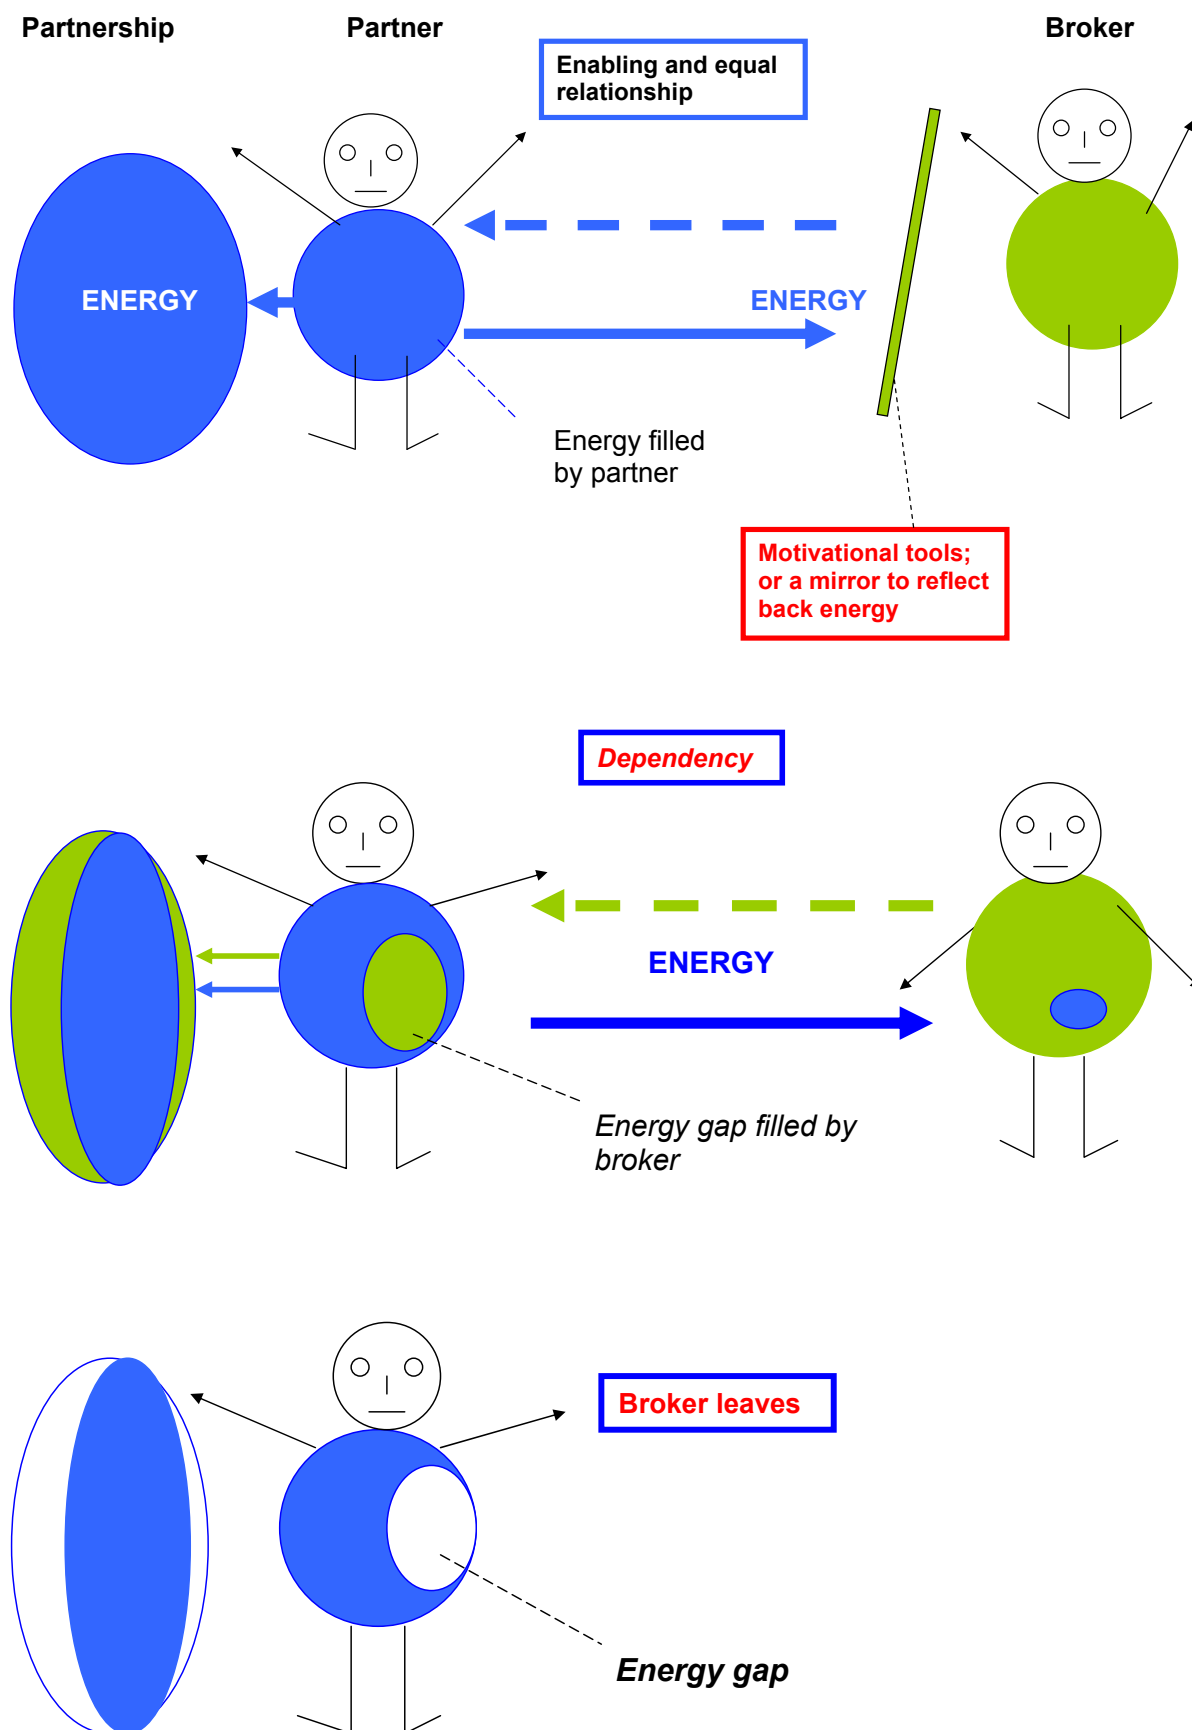 Partnership
Partner
Broker
Enabling and equal
relationship
ENERGY
ENERGY
Energy filled
by partner
Motivational tools;
or a mirror to reflect
back energy
Dependency
ENERGY
Energy gap filled by
broker
Broker leaves
Energy gap